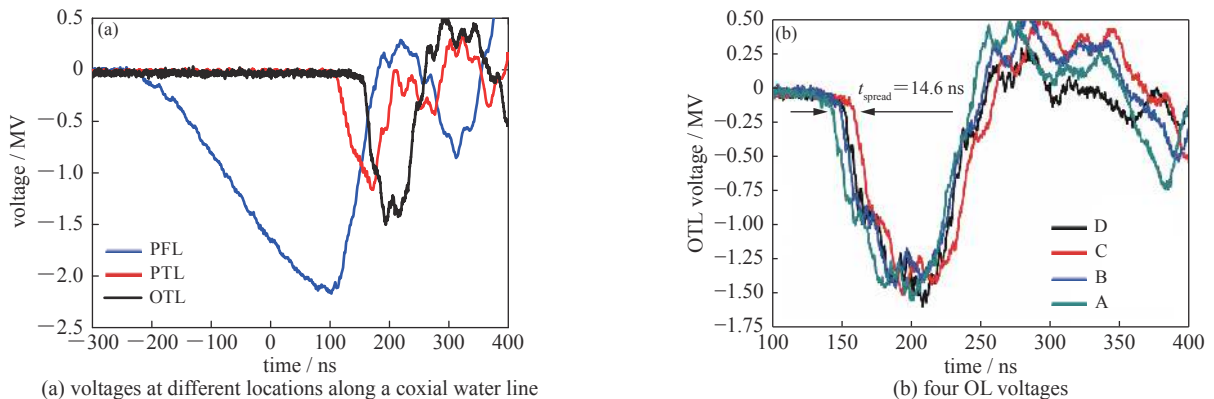 (a)
0.5
0
−0.5
−1.0
−1.5
−2.0
−2.5
voltage / MV
PFL
PTL
OTL
−300 −200 −100 0 100 200 300 400
time / ns
(a) voltages at different locations along a coxial water line
(b)
0.50
0.25
0
−0.25
−0.50
−0.75
−1.00
−1.25
−1.50
−1.75
OTL voltage / MV
t_spread=14.6 ns
D
C
B
A
100 150 200 250 300 350 400
time / ns
(b) four OL voltages